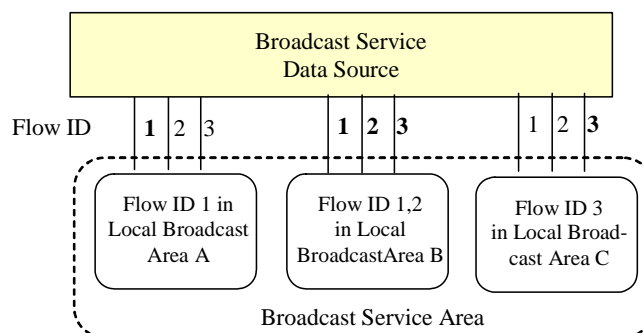 Broadcast Service
Data Source
Flow ID 1 2 3 1 2 3 1 2 3
Flow ID 1 in
Local Broadcast
Area A
Flow ID 1,2
in Local
BroadcastArea B
Flow ID 3
in Local Broad-
cast Area C
Broadcast Service Area